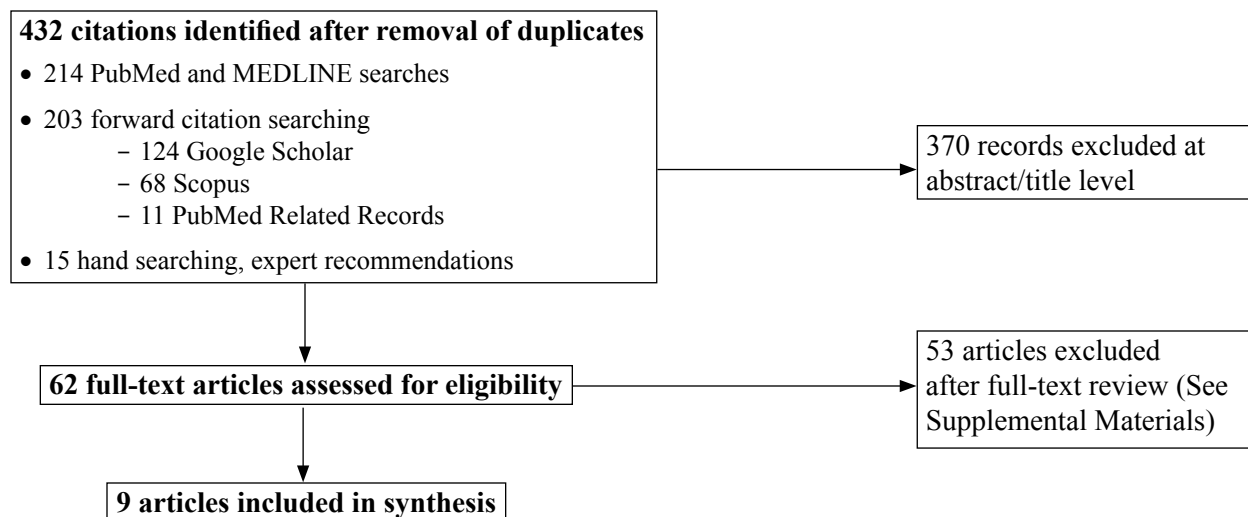 432 citations identified after removal of duplicates
• 214 PubMed and MEDLINE searches
• 203 forward citation searching
– 124 Google Scholar
– 68 Scopus
– 11 PubMed Related Records
• 15 hand searching, expert recommendations
370 records excluded at
abstract/title level
62 full-text articles assessed for eligibility
53 articles excluded
after full-text review (See
Supplemental Materials)
9 articles included in synthesis